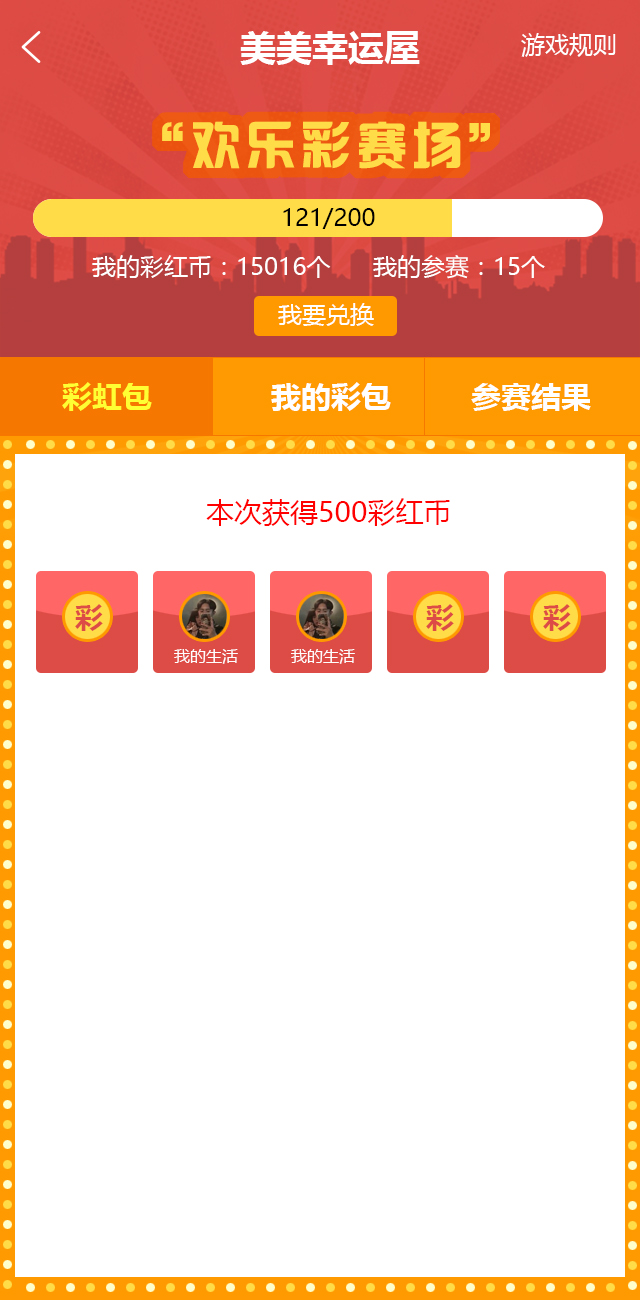 美美幸运屋
游戏规则
“欢乐彩赛场”
121/200
我的彩红币：15016个 我的参赛：15个
我要兑换
彩虹包 我的彩包 参赛结果
本次获得500彩红币
彩 彩 彩
我的生活 我的生活